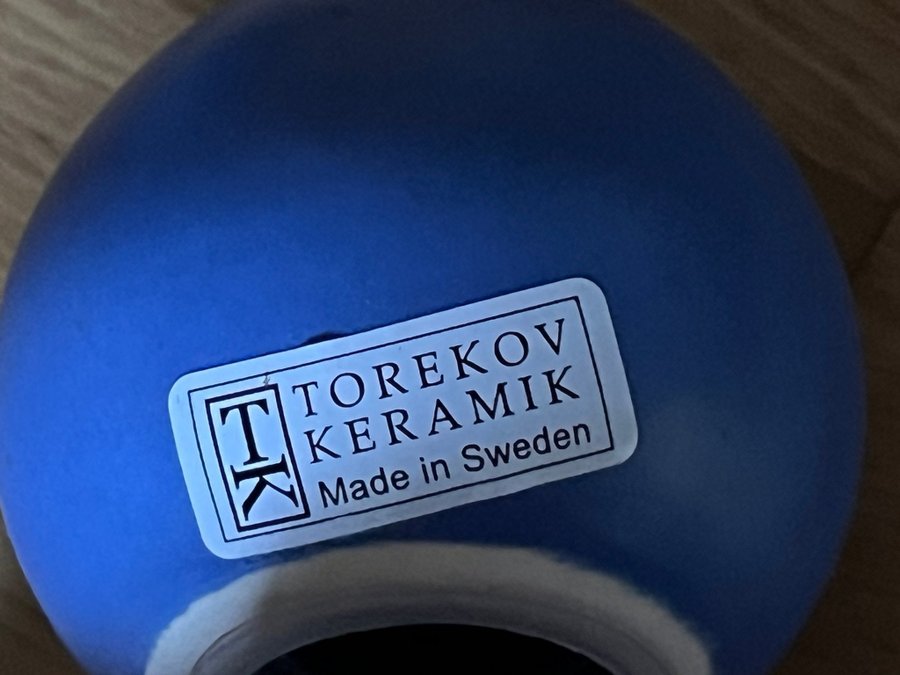 TK
TOREKOV
KERAMIK
Made in Sweden